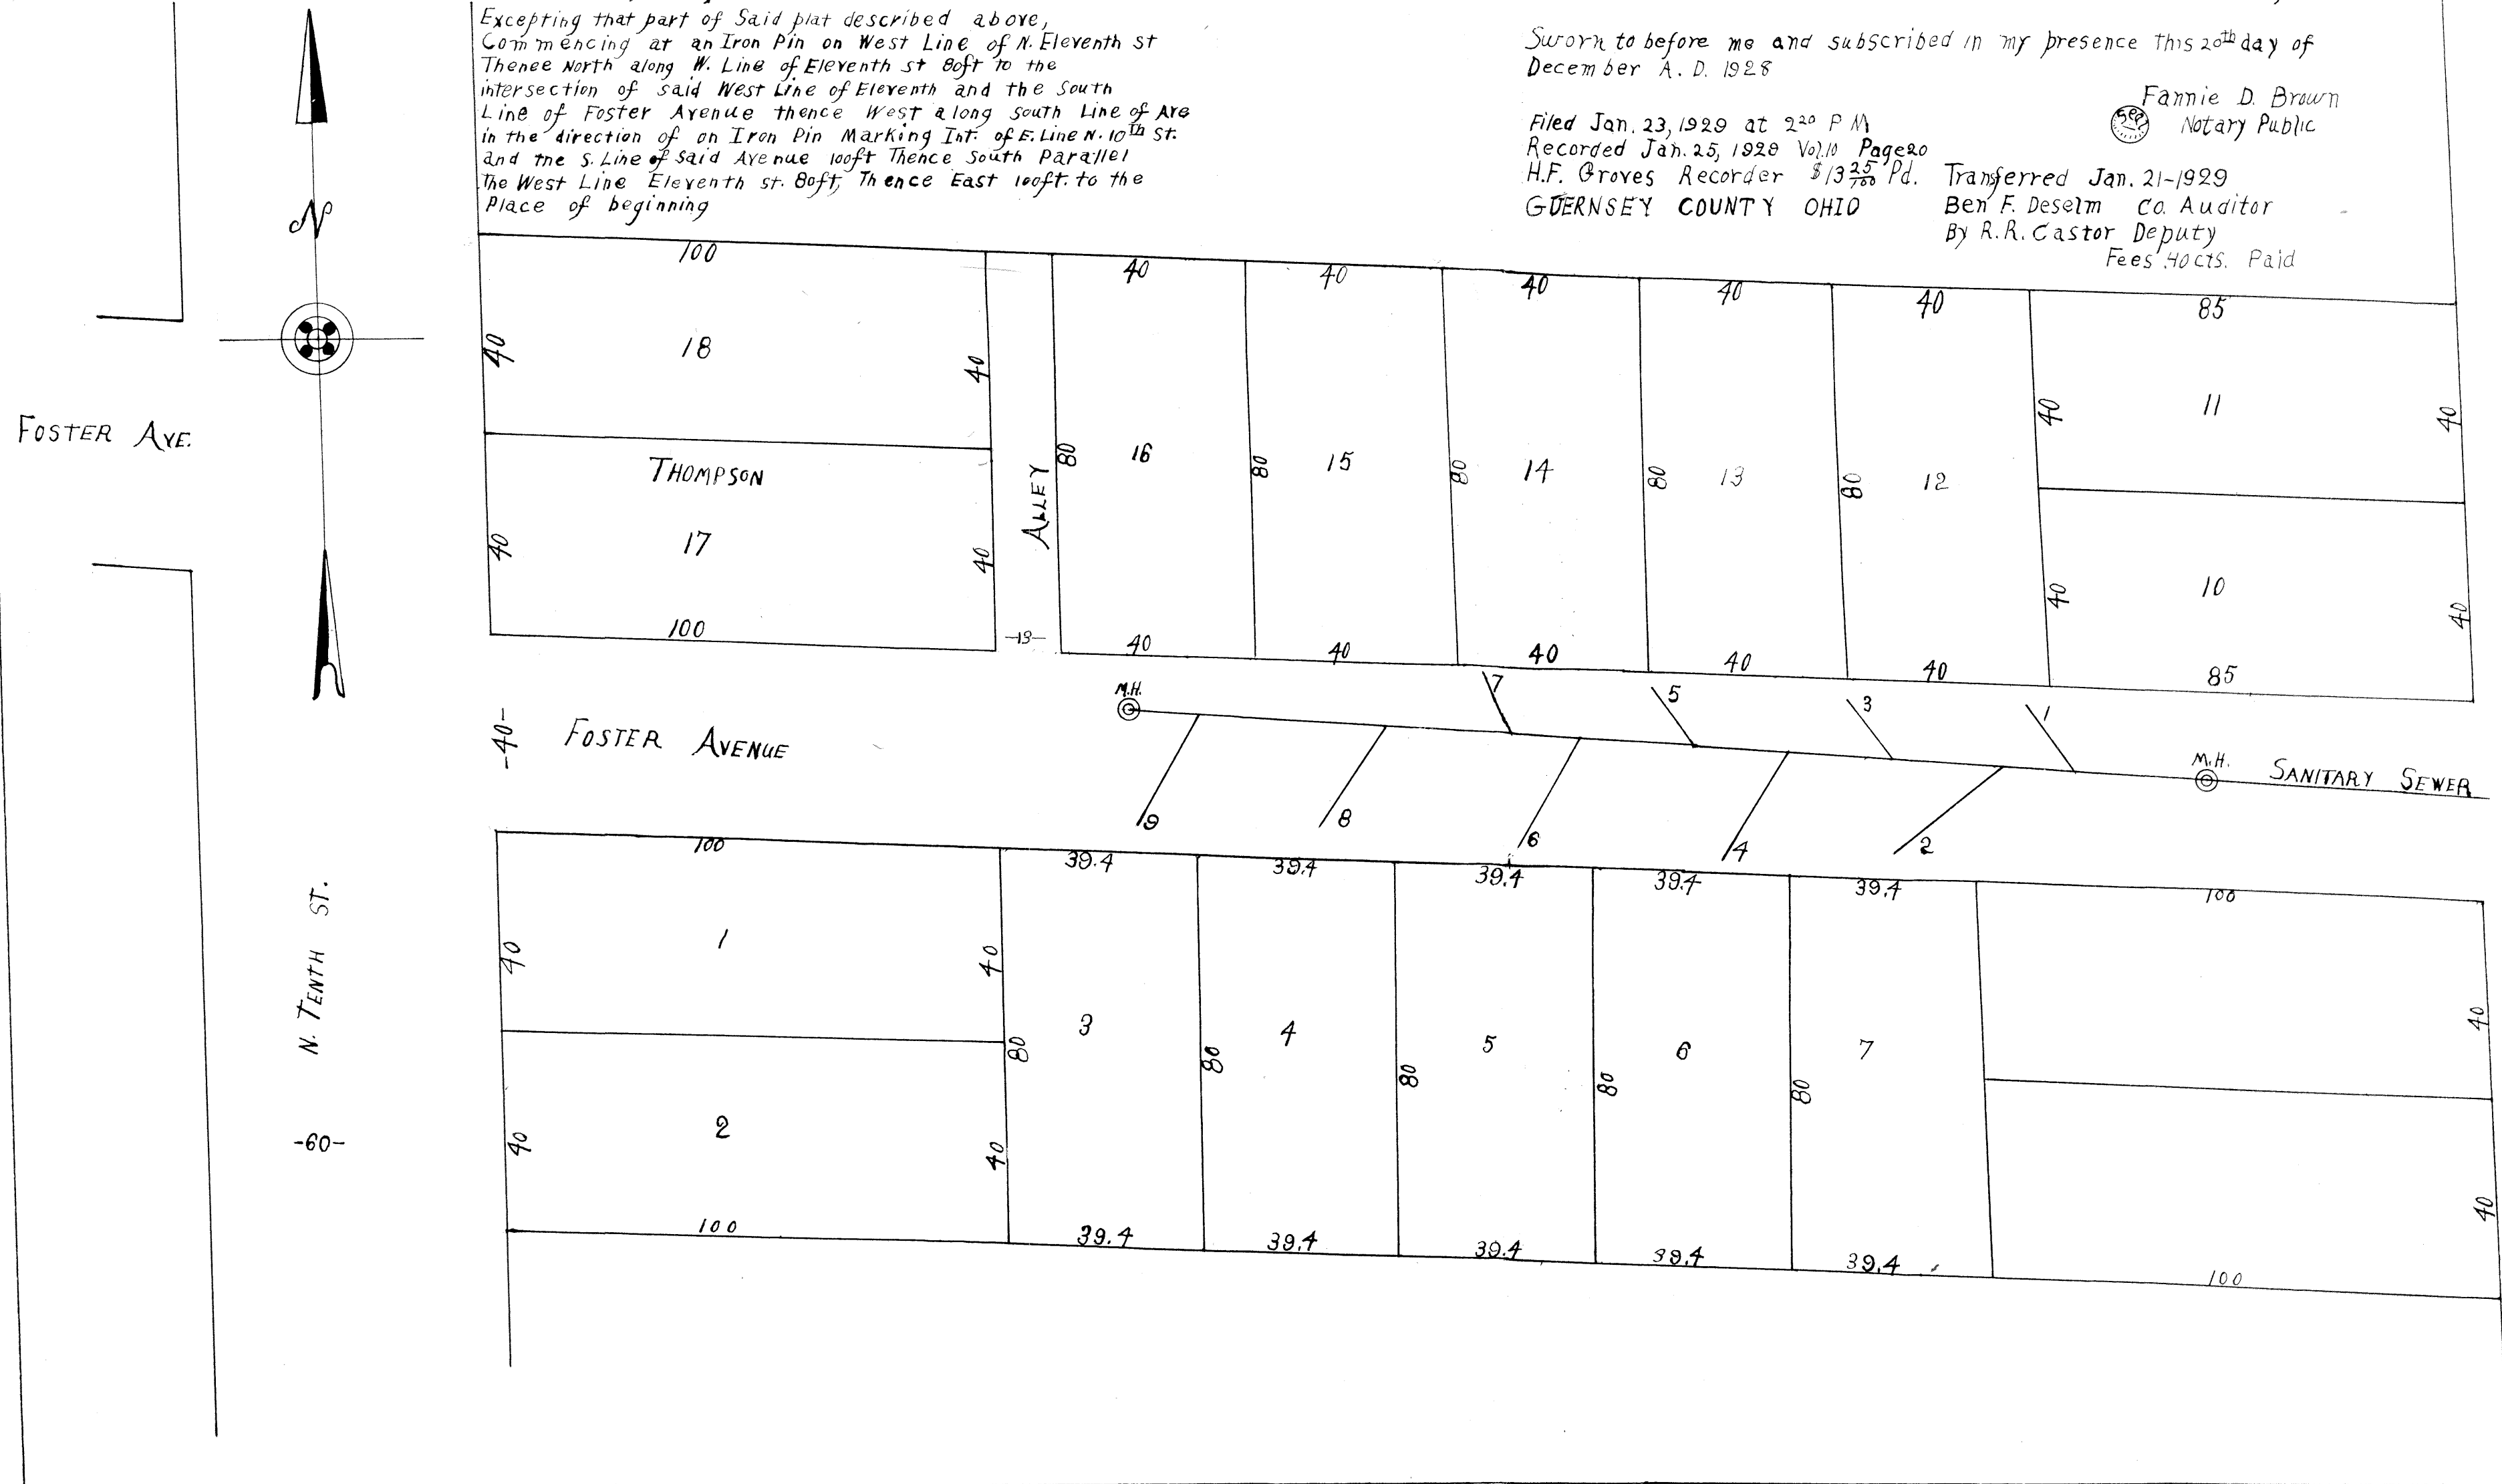 Excepting that part of Said plat described above,
Commencing at an Iron Pin on West Line of N. Eleventh st
Thenee North along W. Line of Eleventh st 80ft to the
intersection of said West Line of Eleventh and the South
Line of Foster Avenue thence West along south Line of Ave
in the direction of on Iron Pin Marking Int. of E. Line N. 10th St.
and the S. Line of Said Avenue 100ft Thence South Parallel
The West Line Eleventh st. 80ft, Thence East 100ft. to the
Place of beginning
Sworn to before me and subscribed in my presence This 20th day of
December A. D. 1928
Fannie D. Brown
Notary Public
Filed Jan. 23, 1929 at 2 20 P M
Recorded Jan. 25, 1929 Vol. 10 Page 20
H.F. Groves Recorder $13 25/100 Pd.
GUERNSEY COUNTY OHIO
Transferred Jan. 21-1929
Ben F. Deselm Co. Auditor
By R.R. Castor Deputy
Fees 40cts. Paid
N
FOSTER AVE.
100
40
18
40
THOMPSON
40
17
40
100
ALLEY
-13-
40 40 40 40 40 85
80 16 80 15 80 14 80 13 80 12
40 11 40
40 10 40
40 40 40 40 40 85
-40-
FOSTER AVENUE
M.H.
7 5 3 1
9 8 6 4 2
M.H.
SANITARY SEWER
100 39.4 39.4 39.4 39.4 39.4 100
40 1 40
40 2 40
80 3 80 4 80 5 80 6 80 7
40
40
100 39.4 39.4 39.4 39.4 39.4 100
N. TENTH ST.
-60-